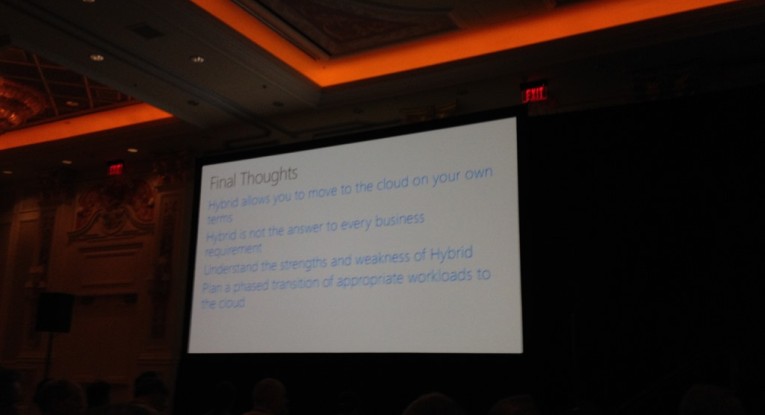 EXIT
EXIT
Final Thoughts
Hybrid allows you to move to the cloud on your own
terms
Hybrid is not the answer to every business
requirement
Understand the strengths and weakness of Hybrid
Plan a phased transition of appropriate workloads to
the cloud